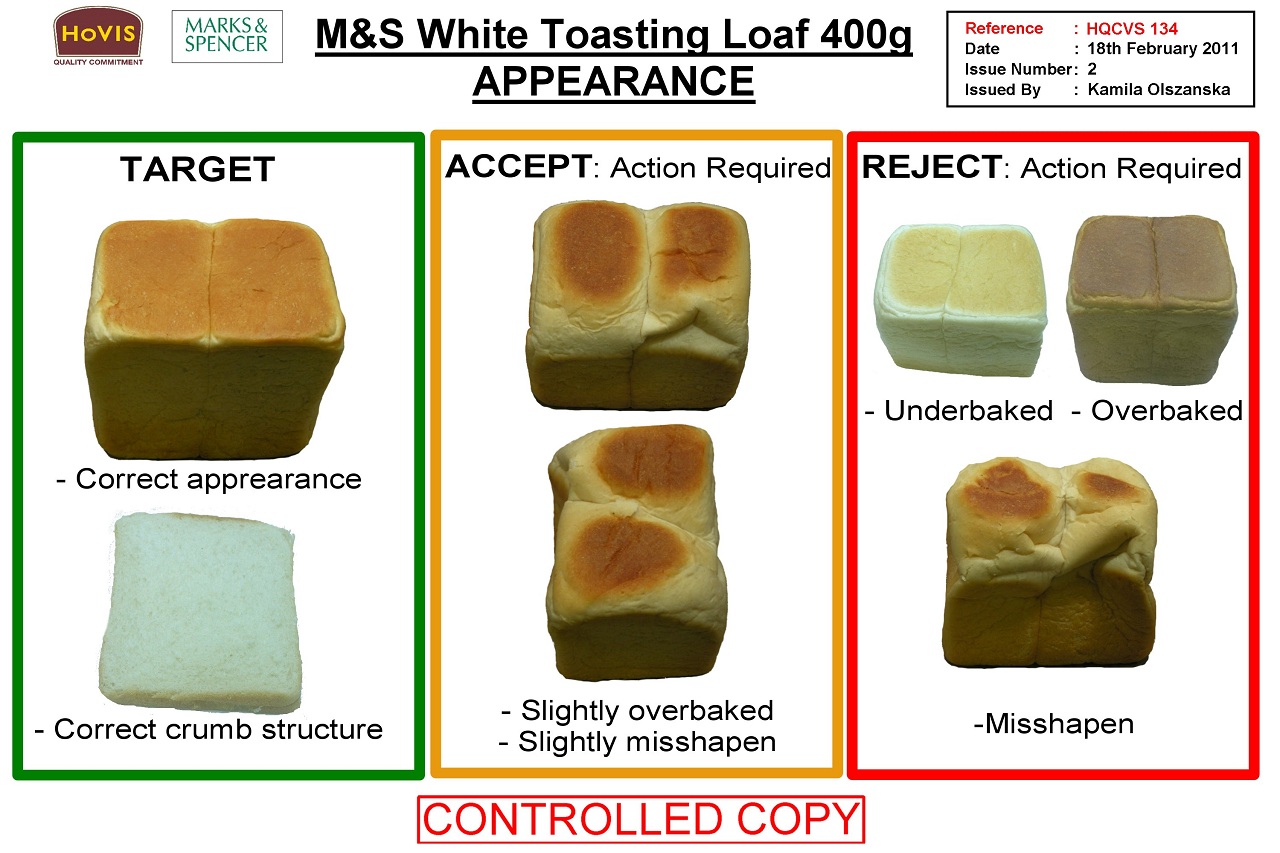 HOVIS
QUALITY COMMITMENT
MARKS &
SPENCER
M&S White Toasting Loaf 400g
APPEARANCE
Reference : HQCVS 134
Date : 18th February 2011
Issue Number : 2
Issued By : Kamila Olszanska
TARGET
- Correct apprearance
- Correct crumb structure
ACCEPT: Action Required
- Slightly overbaked
- Slightly misshapen
REJECT: Action Required
- Underbaked - Overbaked
-Misshapen
CONTROLLED COPY